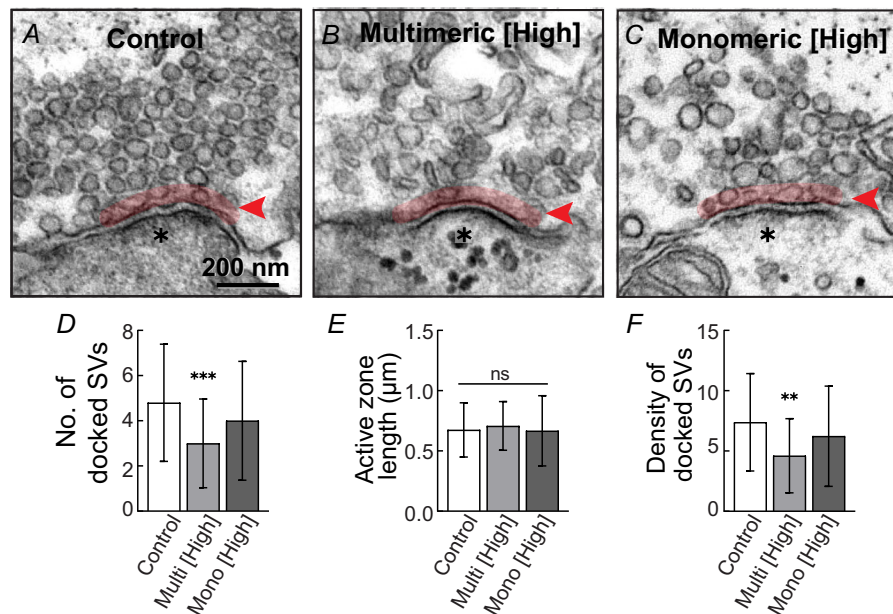 A Control
B Multimeric [High]
C Monomeric [High]
*
*
*
200 nm
D
No. of
docked SVs
8
6
4
2
0
***
Control
Multi [High]
Mono [High]
E
Active zone
length (µm)
1.5
1.0
0.5
0.0
ns
Control
Multi [High]
Mono [High]
F
Density of
docked SVs
15
10
5
0
**
Control
Multi [High]
Mono [High]